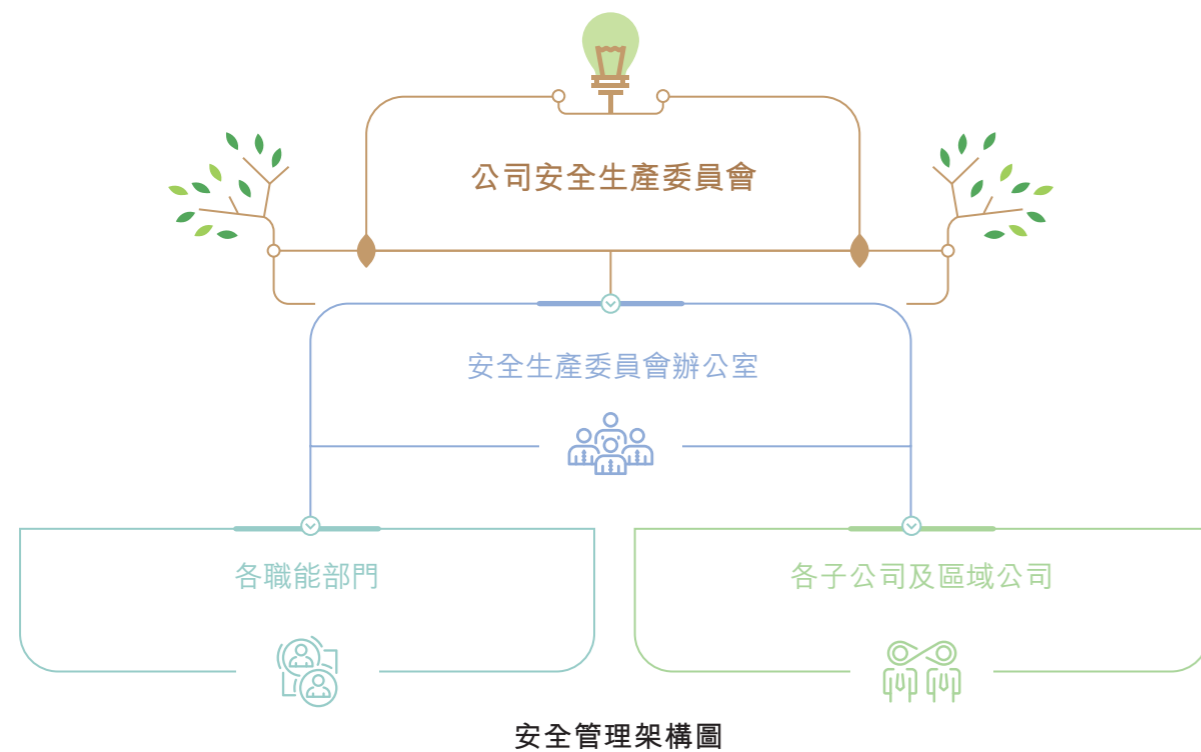 公司安全生產委員會
安全生產委員會辦公室
各職能部門
各子公司及區域公司
安全管理架構圖